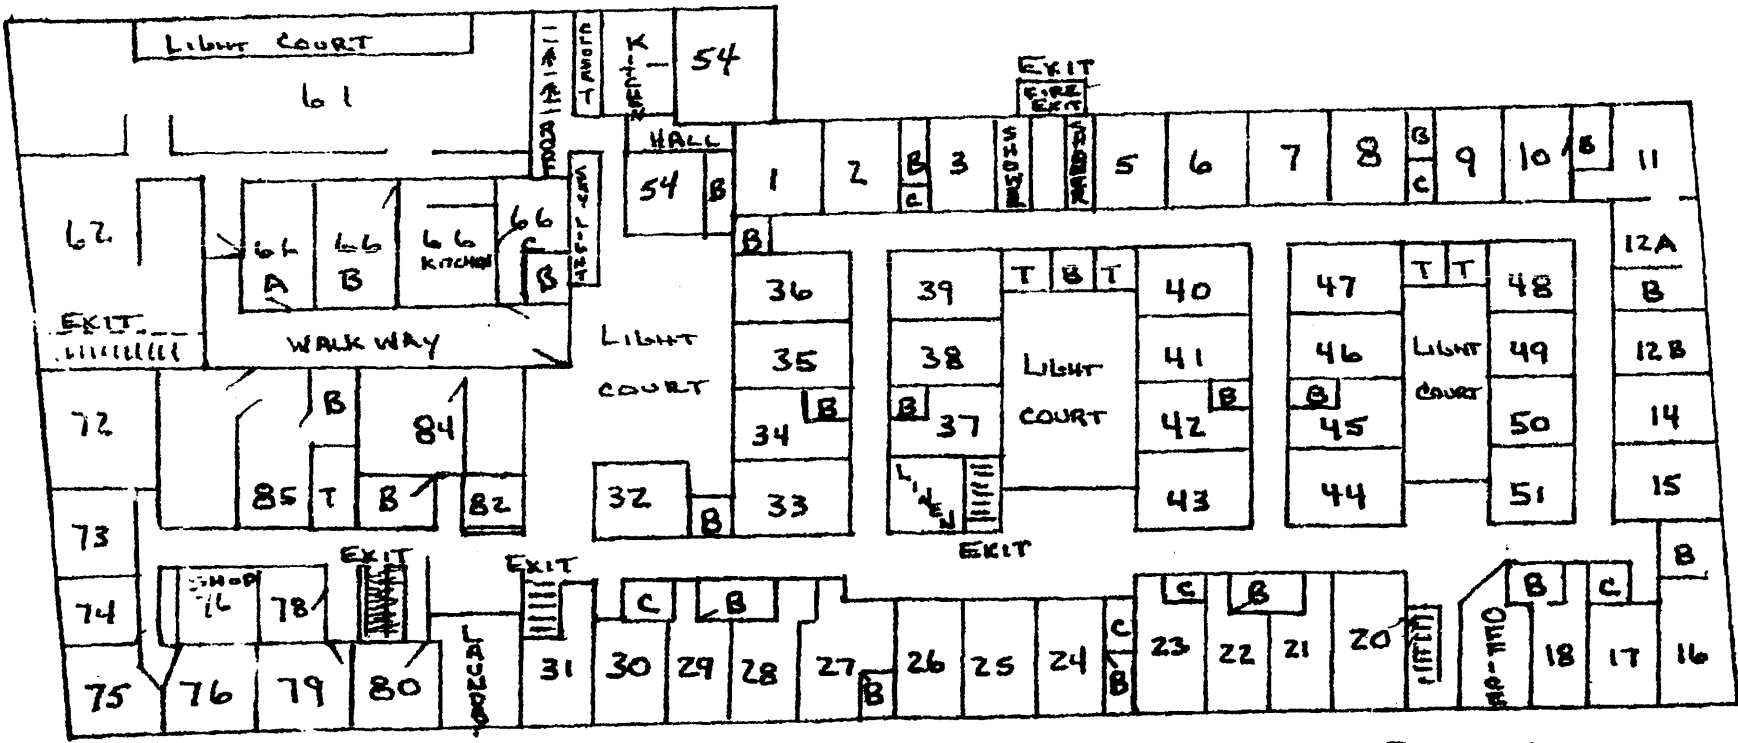 LIGHT COURT
61
KITCHEN
54
EXIT
FIRE EXIT
HALL
54 B
1
2
B
C
3
5
6
7
8
B
C
9
10
B
11
62
66 A
66 B
66 KITCHEN
66 C
B
B
12A
B
12B
14
15
B
EXIT
WALK WAY
LIGHT COURT
36
35
B
34
33
39
38
B
37
LINEN
T B T
LIGHT COURT
40
41
B
42
43
47
46
B
45
44
T T
LIGHT COURT
48
49
50
51
72
73
74
75
B
84
85
T
B
82
32
B
EXIT
EXIT
EXIT
SHOP
76
78
76
79
80
31
C
30
29
B
28
27
B
26
25
24
C
B
23
C
22
B
21
20
OFFICE
B
18
C
17
16